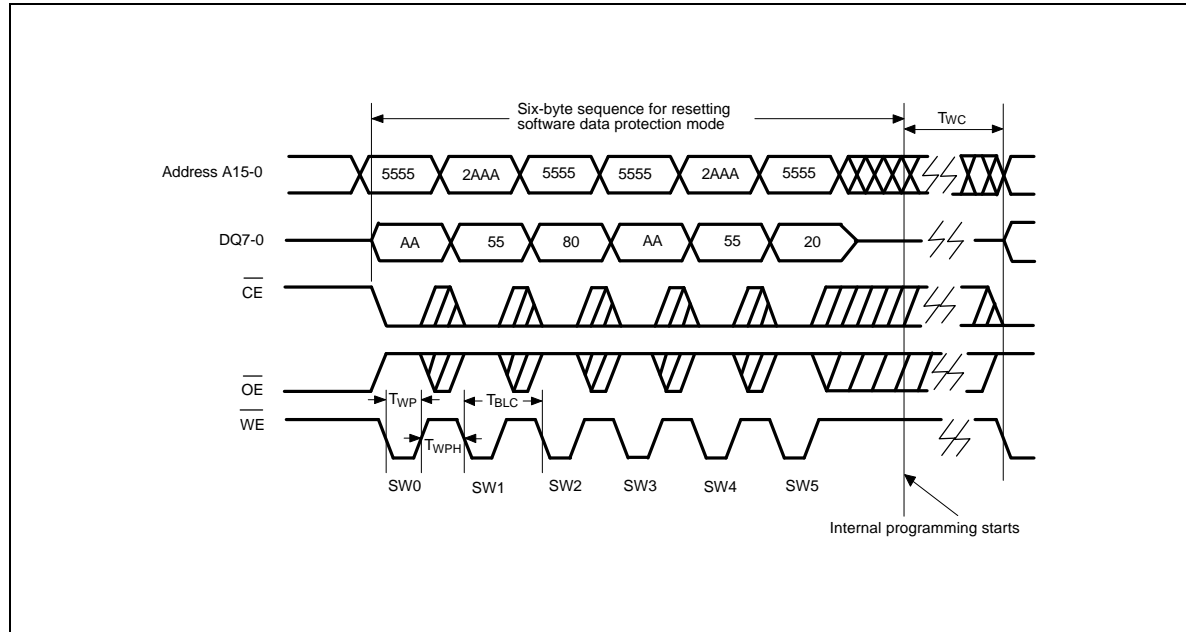 Six-byte sequence for resetting
software data protection mode
TWC
Address A15-0
5555 2AAA 5555 5555 2AAA 5555
DQ7-0
AA 55 80 AA 55 20
CE
OE
TWP TBLC
WE
TWPH
SW0 SW1 SW2 SW3 SW4 SW5
Internal programming starts